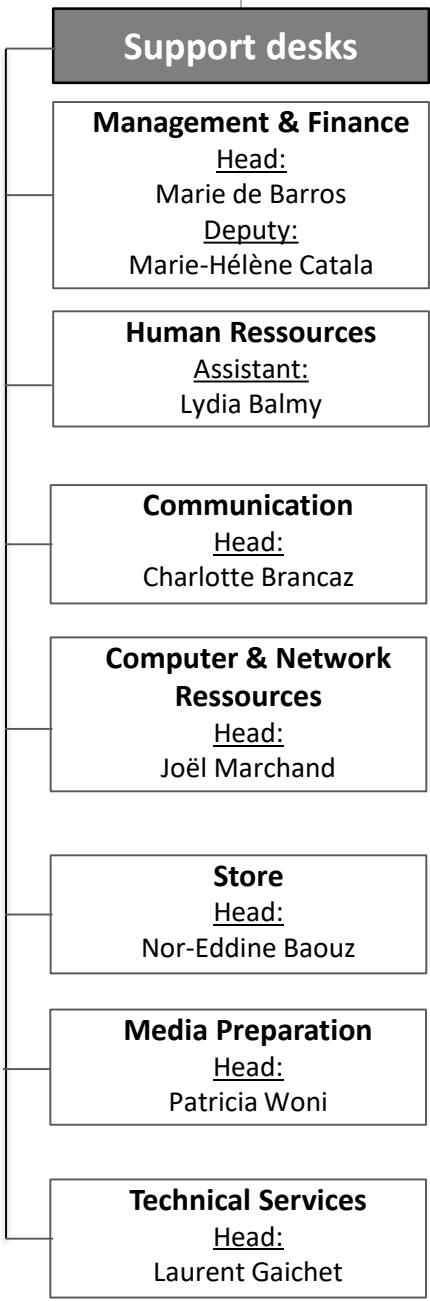 Support desks
Management & Finance
Head:
Marie de Barros
Deputy:
Marie-Hélène Catala
Human Ressources
Assistant:
Lydia Balmy
Communication
Head:
Charlotte Brancaz
Computer & Network
Ressources
Head:
Joël Marchand
Store
Head:
Nor-Eddine Baouz
Media Preparation
Head:
Patricia Woni
Technical Services
Head:
Laurent Gaichet